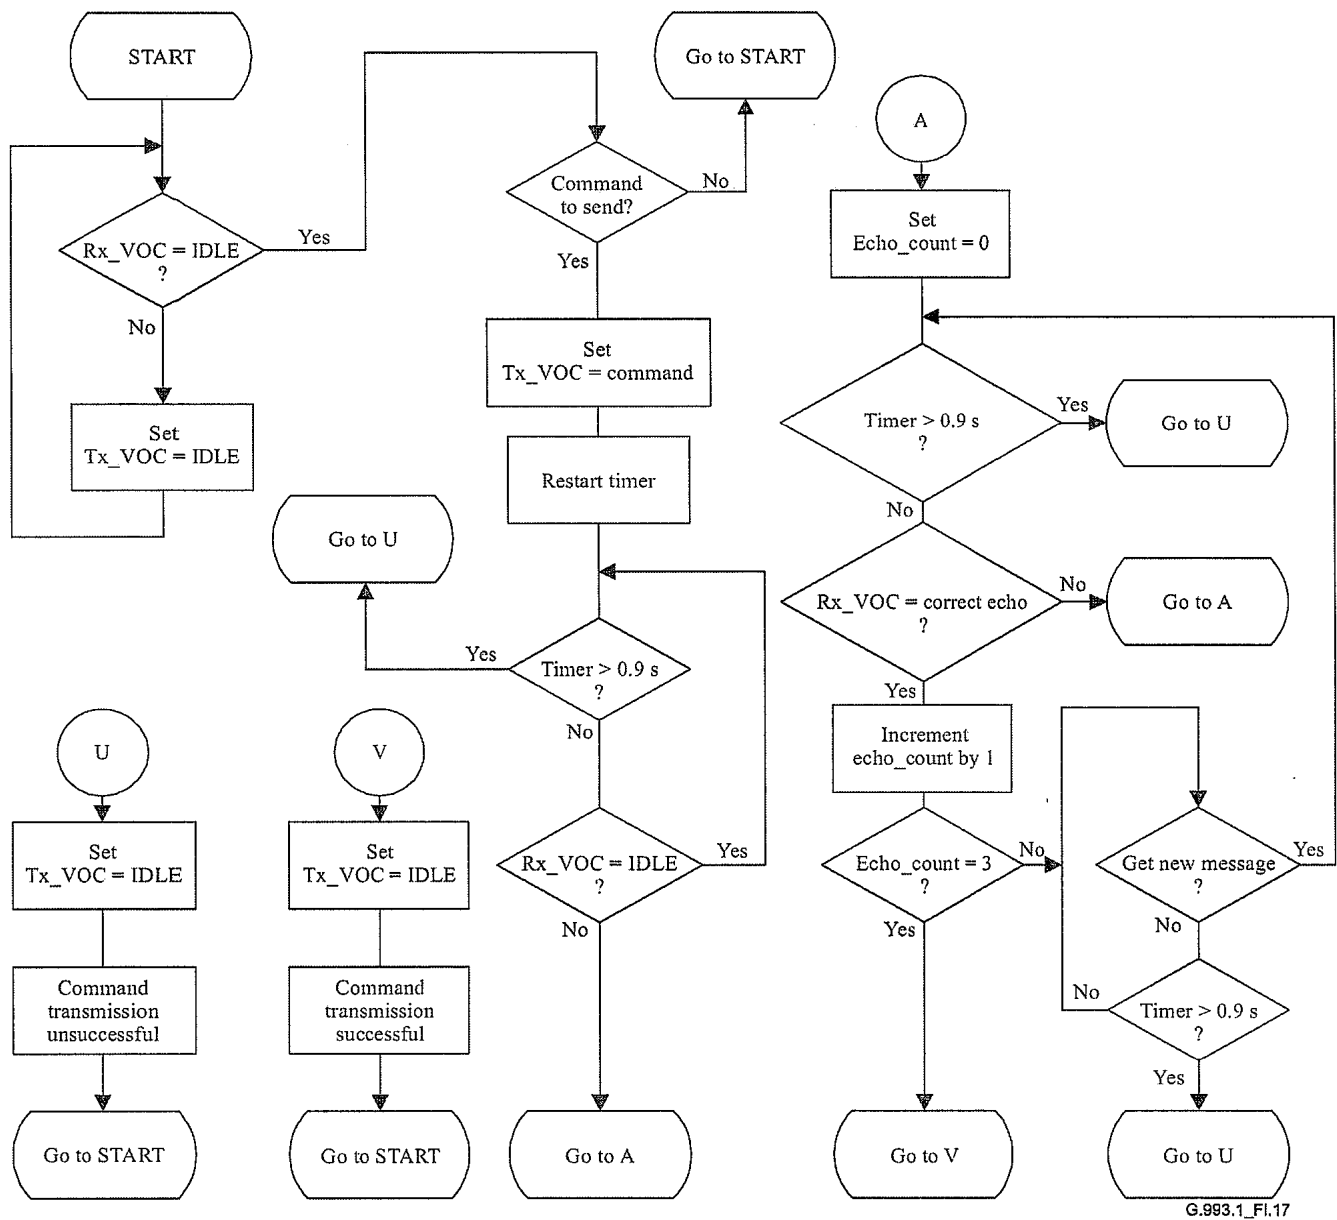 START
Rx_VOC = IDLE
?
Yes
No
Set
Tx_VOC = IDLE
Go to START
Command
to send?
No
Yes
Set
Tx_VOC = command
Restart timer
Go to U
Yes
Timer > 0.9 s
?
No
Rx_VOC = IDLE
?
Yes
No
Go to A
U
Set
Tx_VOC = IDLE
Command
transmission
unsuccessful
Go to START
V
Set
Tx_VOC = IDLE
Command
transmission
successful
Go to START
A
Set
Echo_count = 0
Timer > 0.9 s
?
Yes
Go to U
No
Rx_VOC = correct echo
?
No
Go to A
Yes
Increment
echo_count by 1
Echo_count = 3
?
No
Yes
Go to V
Get new message
?
Yes
No
Timer > 0.9 s
?
No
Yes
Go to U
G.993.1_FI.17